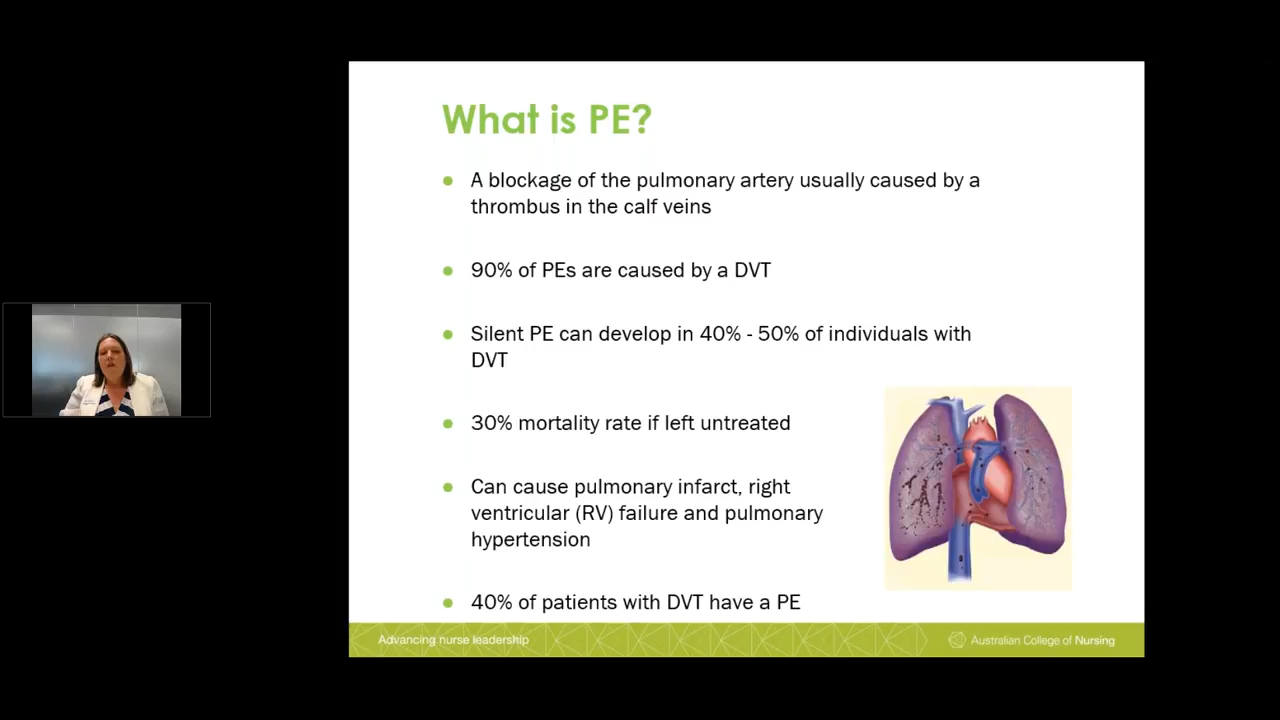 What is PE?
A blockage of the pulmonary artery usually caused by a
thrombus in the calf veins
90% of PEs are caused by a DVT
Silent PE can develop in 40% - 50% of individuals with
DVT
30% mortality rate if left untreated
Can cause pulmonary infarct, right
ventricular (RV) failure and pulmonary
hypertension
40% of patients with DVT have a PE
Advancing nurse leadership
Australian College of Nursing